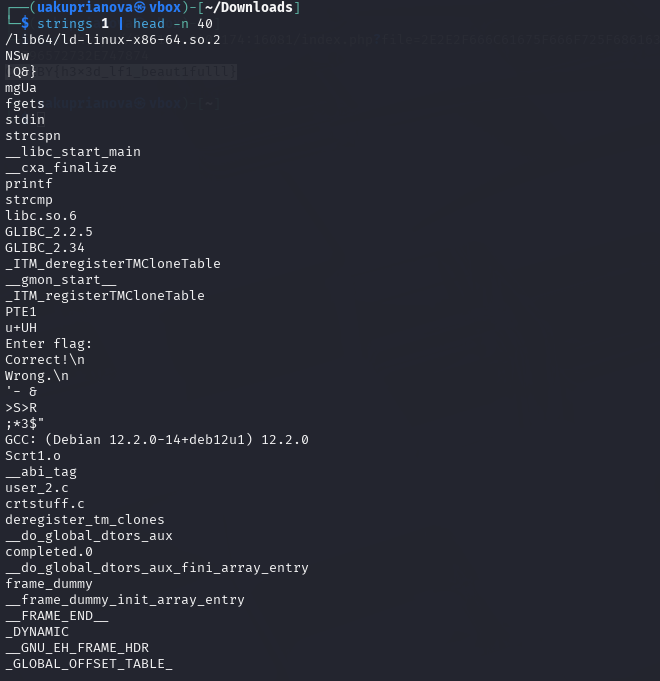 ┌──(uakuprianova㉿vbox)-[~/Downloads]
└─$ strings 1 | head -n 40
/lib64/ld-linux-x86-64.so.2
NSw
|Q&}
mgUa
fgets
stdin
strcspn
__libc_start_main
__cxa_finalize
printf
strcmp
libc.so.6
GLIBC_2.2.5
GLIBC_2.34
_ITM_deregisterTMCloneTable
__gmon_start__
_ITM_registerTMCloneTable
PTE1
u+UH
Enter flag:
Correct!\n
Wrong.\n
'- &
>S>R
;*3$"
GCC: (Debian 12.2.0-14+deb12u1) 12.2.0
Scrt1.o
__abi_tag
user_2.c
crtstuff.c
deregister_tm_clones
__do_global_dtors_aux
completed.0
__do_global_dtors_aux_fini_array_entry
frame_dummy
__frame_dummy_init_array_entry
__FRAME_END__
_DYNAMIC
__GNU_EH_FRAME_HDR
_GLOBAL_OFFSET_TABLE_